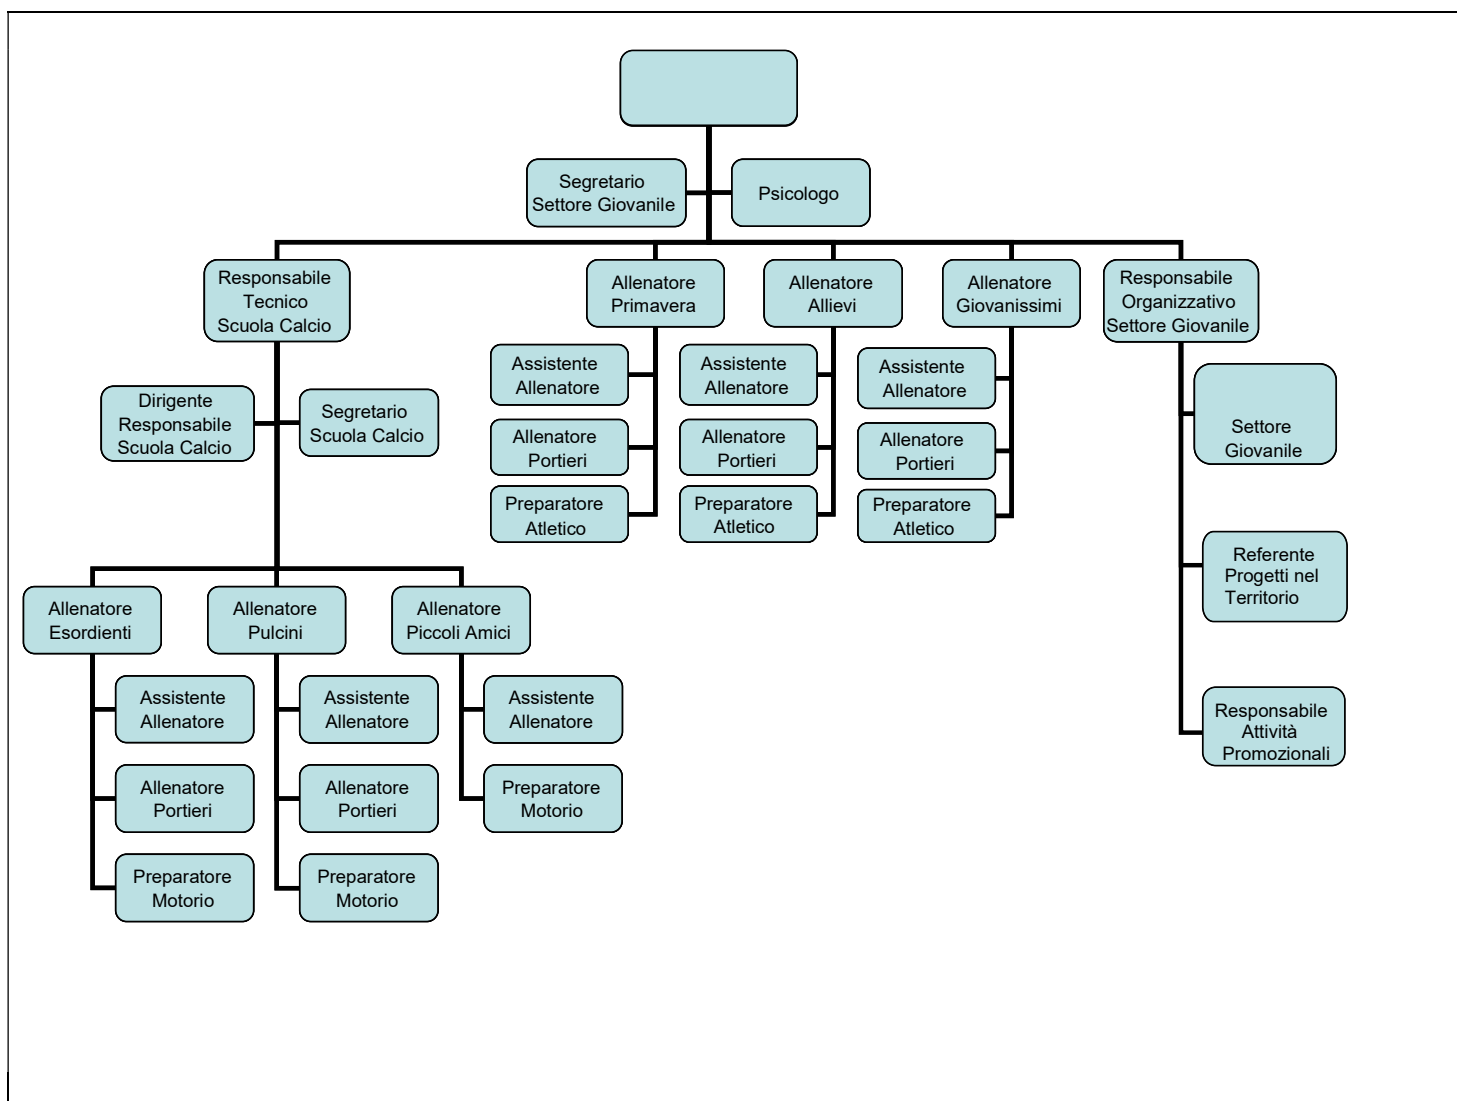 Segretario
Settore Giovanile
Psicologo
Responsabile
Tecnico
Scuola Calcio
Allenatore
Primavera
Allenatore
Allievi
Allenatore
Giovanissimi
Responsabile
Organizzativo
Settore Giovanile
Assistente
Allenatore
Allenatore
Portieri
Preparatore
Atletico
Assistente
Allenatore
Allenatore
Portieri
Preparatore
Atletico
Assistente
Allenatore
Allenatore
Portieri
Preparatore
Atletico
Settore
Giovanile
Referente
Progetti nel
Territorio
Responsabile
Attività
Promozionali
Dirigente
Responsabile
Scuola Calcio
Segretario
Scuola Calcio
Allenatore
Esordienti
Allenatore
Pulcini
Allenatore
Piccoli Amici
Assistente
Allenatore
Allenatore
Portieri
Preparatore
Motorio
Assistente
Allenatore
Allenatore
Portieri
Preparatore
Motorio
Assistente
Allenatore
Preparatore
Motorio